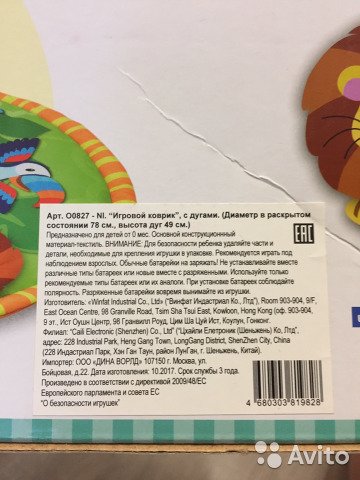 Арт. O0827 - NI. "Игровой коврик", с дугами. (Диаметр в раскрытом
состоянии 78 см., высота дуг 49 см.)
Предназначено для детей от 0 мес. Основной конструкционнный
материал-текстиль. ВНИМАНИЕ: Для безопасности ребенка удаляйте части и
детали, необходимые для крепления игрушки в упаковке. Рекомендуется играть под
наблюдением взрослых. Обычные батарейки на заряжать! Не устанавливайте вместе
различные типы батареек или новые вместе с разряженными. Используйте только
рекомендуемые типы батареек или их аналоги. При установке батареек соблюдайте
полярность. Разряженные батарейки вовремя вынимайте из игрушки.
Изготовитель: «Winfat Industrial Co., Ltd» ("Винфат Индастриал Ко., Лтд"), Room 903-904, 9/F,
East Ocean Centre, 98 Granville Road, Tsim Sha Tsui East, Kowloon, Hong Kong (оф. 903-904,
9 эт., Ист Оушн Центр, 98 Гранвилл Роуд, Цим Ша Цуй Ист, Коулун, Гонконг.
Филиал: "Caili Electronic (Shenzhen) Co., Ltd" ("Цзайли Електроник (Шеньжень) Ко, Лтд",
адрес: 228 Industrial Park, Heng Gang Town, LongGang District, ShenZhen City, China
(228 Индастриал Парк, Хэн Ган Таун, район ЛунГан, г. Шеньжень, Китай).
Импортер: ООО «ДИНА ВОРЛД» 107150 г. Москва, ул.
Бойцовая, д.22. Дата изготовления: 10.2017. Срок службы 3 года.
Произведено в соответствии с директивой 2009/48/ЕС
Европейского парламента и совета ЕС
"О безопасности игрушек"
EAC
4 680303 819828
Avito